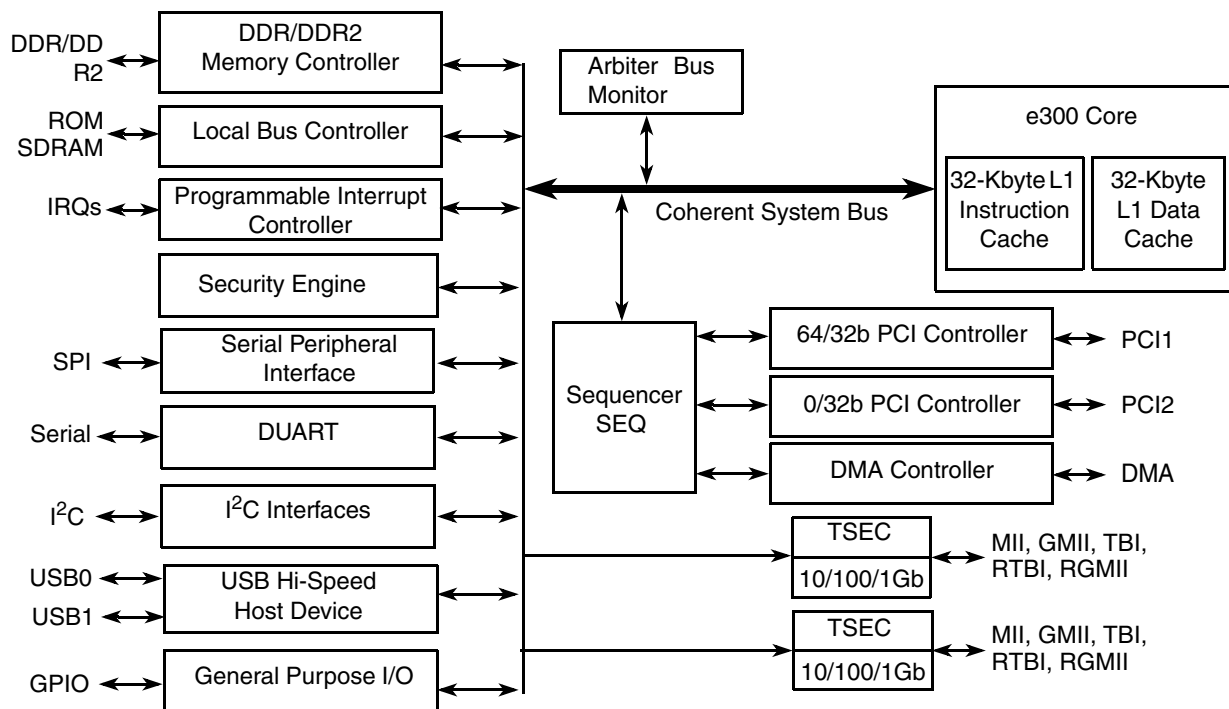 DDR/DD
R2
DDR/DDR2
Memory Controller
ROM
SDRAM
Local Bus Controller
IRQs
Programmable Interrupt
Controller
Security Engine
SPI
Serial Peripheral
Interface
Serial
DUART
I²C
I²C Interfaces
USB0
USB1
USB Hi-Speed
Host Device
GPIO
General Purpose I/O
Arbiter Bus
Monitor
Coherent System Bus
e300 Core
32-Kbyte L1
Instruction
Cache
32-Kbyte
L1 Data
Cache
Sequencer
SEQ
64/32b PCI Controller
PCI1
0/32b PCI Controller
PCI2
DMA Controller
DMA
TSEC
10/100/1Gb
MII, GMII, TBI,
RTBI, RGMII
TSEC
10/100/1Gb
MII, GMII, TBI,
RTBI, RGMII